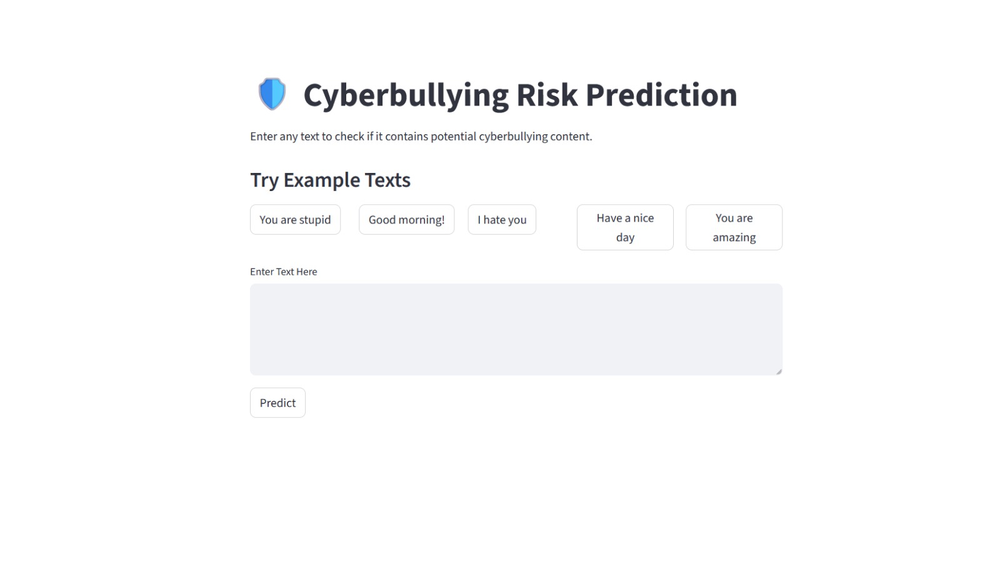 Cyberbullying Risk Prediction
Enter any text to check if it contains potential cyberbullying content.
Try Example Texts
You are stupid
Good morning!
I hate you
Have a nice
day
You are
amazing
Enter Text Here
Predict